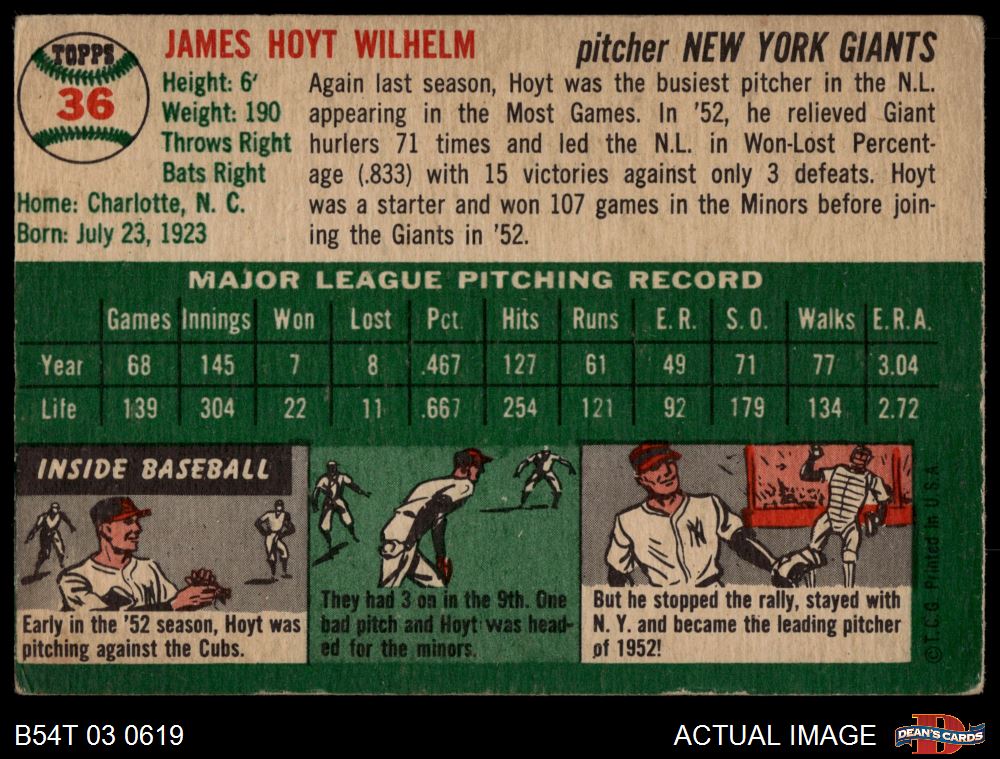 TOPPS
36
JAMES HOYT WILHELM
pitcher NEW YORK GIANTS
Height: 6'
Weight: 190
Throws Right
Bats Right
Home: Charlotte, N. C.
Born: July 23, 1923
Again last season, Hoyt was the busiest pitcher in the N.L.
appearing in the Most Games. In '52, he relieved Giant
hurlers 71 times and led the N.L. in Won-Lost Percent-
age (.833) with 15 victories against only 3 defeats. Hoyt
was a starter and won 107 games in the Minors before join-
ing the Giants in '52.
MAJOR LEAGUE PITCHING RECORD
Games Innings Won Lost Pct. Hits Runs E. R. S. O. Walks E.R.A.
Year 68 145 7 8 .467 127 61 49 71 77 3.04
Life 139 304 22 11 .667 254 121 92 179 134 2.72
INSIDE BASEBALL
Early in the '52 season, Hoyt was
pitching against the Cubs.
They had 3 on in the 9th. One
bad pitch and Hoyt was head-
ed for the minors.
NY
But he stopped the rally, stayed with
N. Y. and became the leading pitcher
of 1952!
© T.C.G. Printed in U.S.A.
B54T 03 0619
ACTUAL IMAGE
D
DEAN'S CARDS